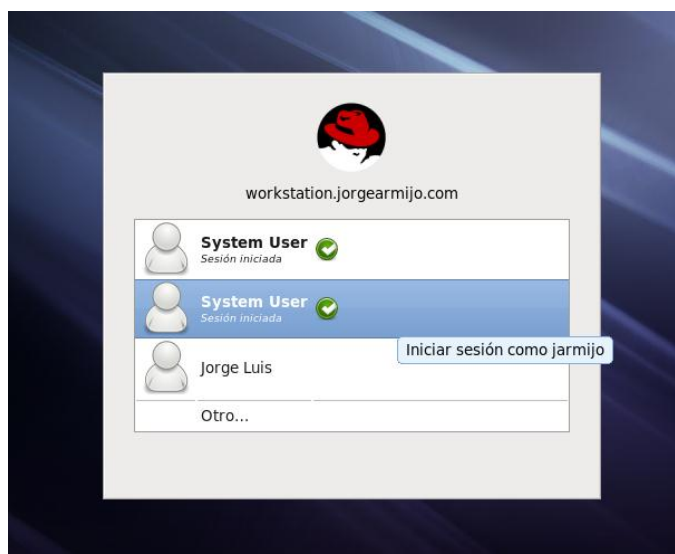 workstation.jorgearmijo.com
System User
Sesión iniciada
System User
Sesión iniciada
Iniciar sesión como jarmijo
Jorge Luis
Otro...